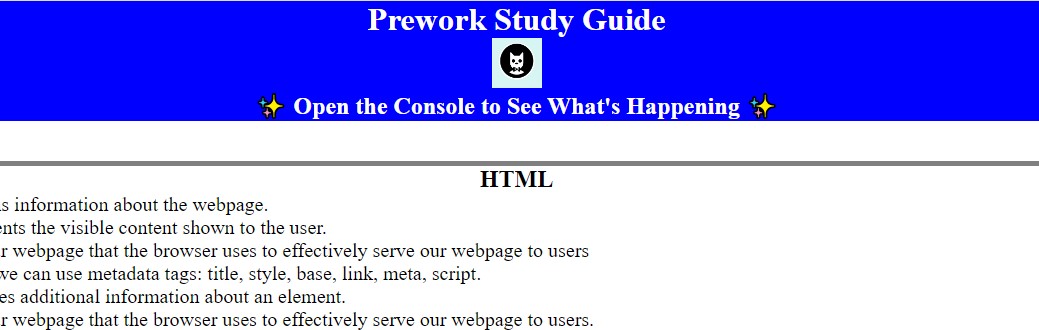 Prework Study Guide
✨ Open the Console to See What's Happening ✨
HTML
s information about the webpage.
ents the visible content shown to the user.
r webpage that the browser uses to effectively serve our webpage to users
we can use metadata tags: title, style, base, link, meta, script.
es additional information about an element.
r webpage that the browser uses to effectively serve our webpage to users.